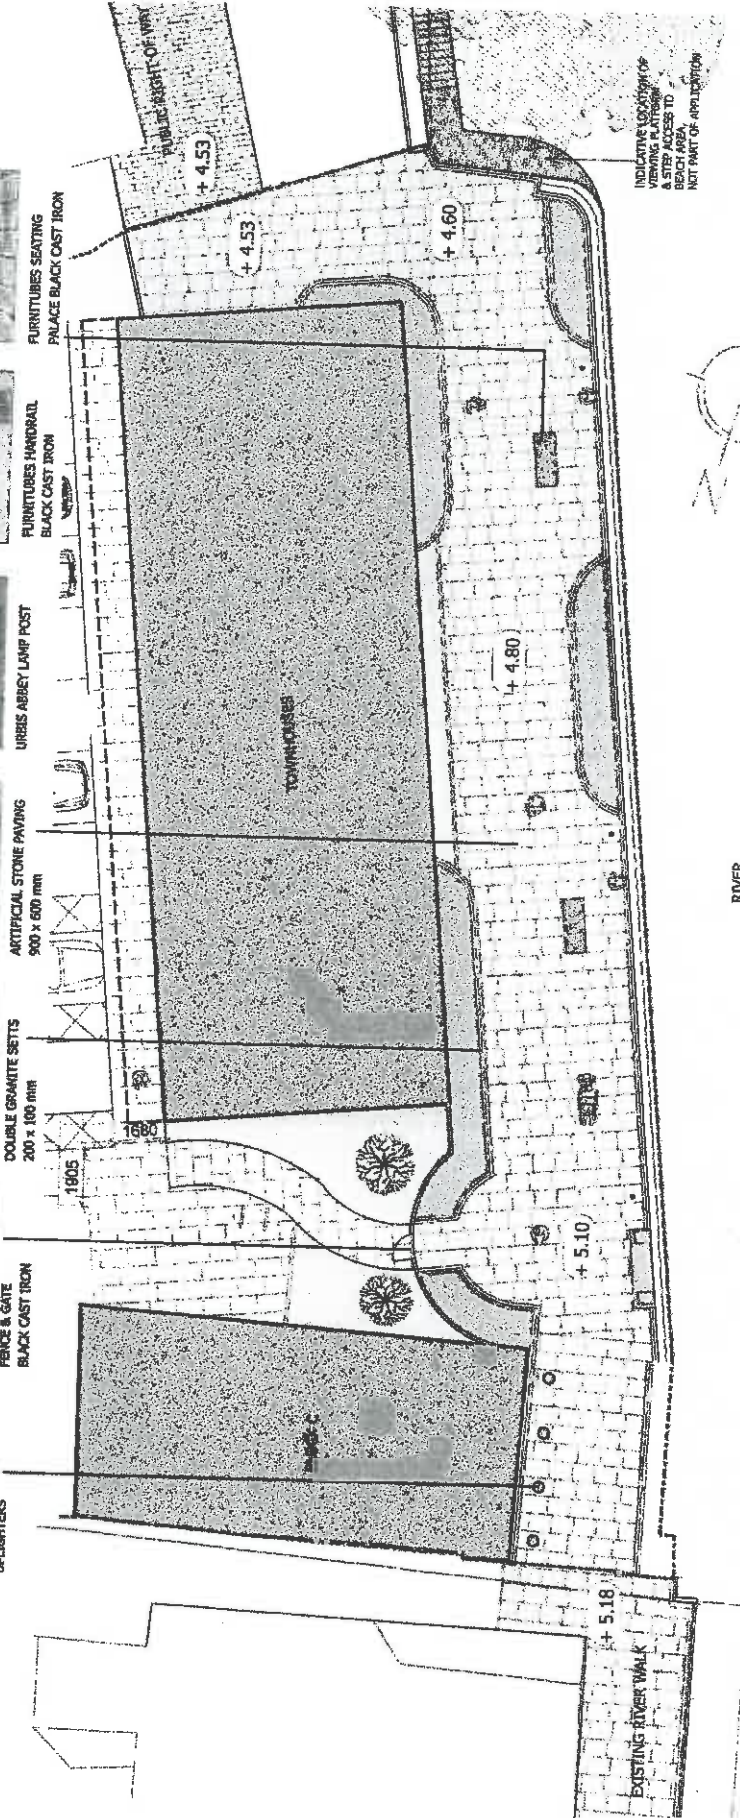 PUBLIC RIGHT OF WAY
+ 4.53
+ 4.53
+ 4.60
INDICATIVE LOCATION OF
VIEWING PLATFORM
& STEP ACCESS TO
BEACH AREA,
NOT PART OF APPLICATION
FURNITUBES SEATING
PALACE BLACK CAST IRON
FURNITUBES HANDRAIL
BLACK CAST IRON
URBIS ABBEY LAMP POST
ARTIFICIAL STONE PAVING
900 x 600 mm
DOUBLE GRANITE SETTS
200 x 100 mm
FENCE & GATE
BLACK CAST IRON
UPLIGHTERS
TOWNHOUSES
+ 4.80
RIVER
1680
1905
+ 5.10
C
+ 5.18
EXISTING RIVER WALK